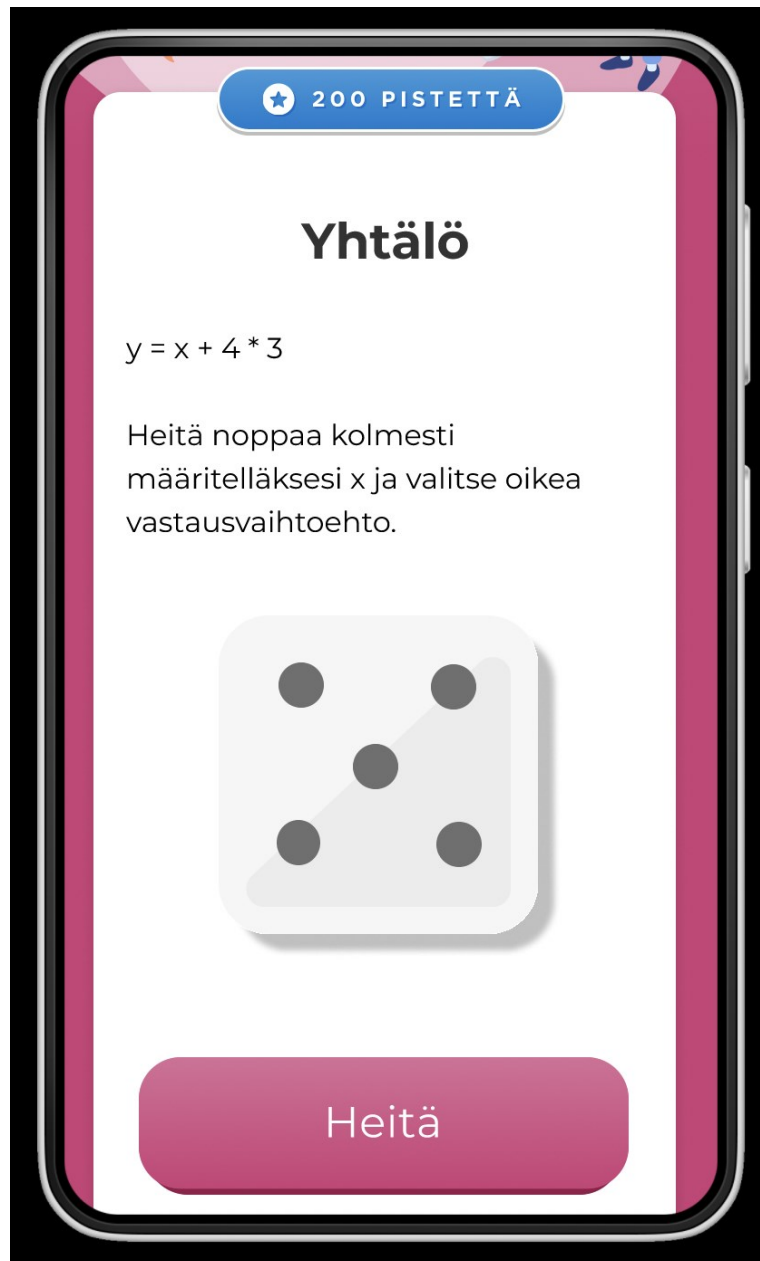 200 PISTETTÄ
Yhtälö
y = x + 4 * 3
Heitä noppaa kolmesti
määritelläksesi x ja valitse oikea
vastausvaihtoehto.
Heitä